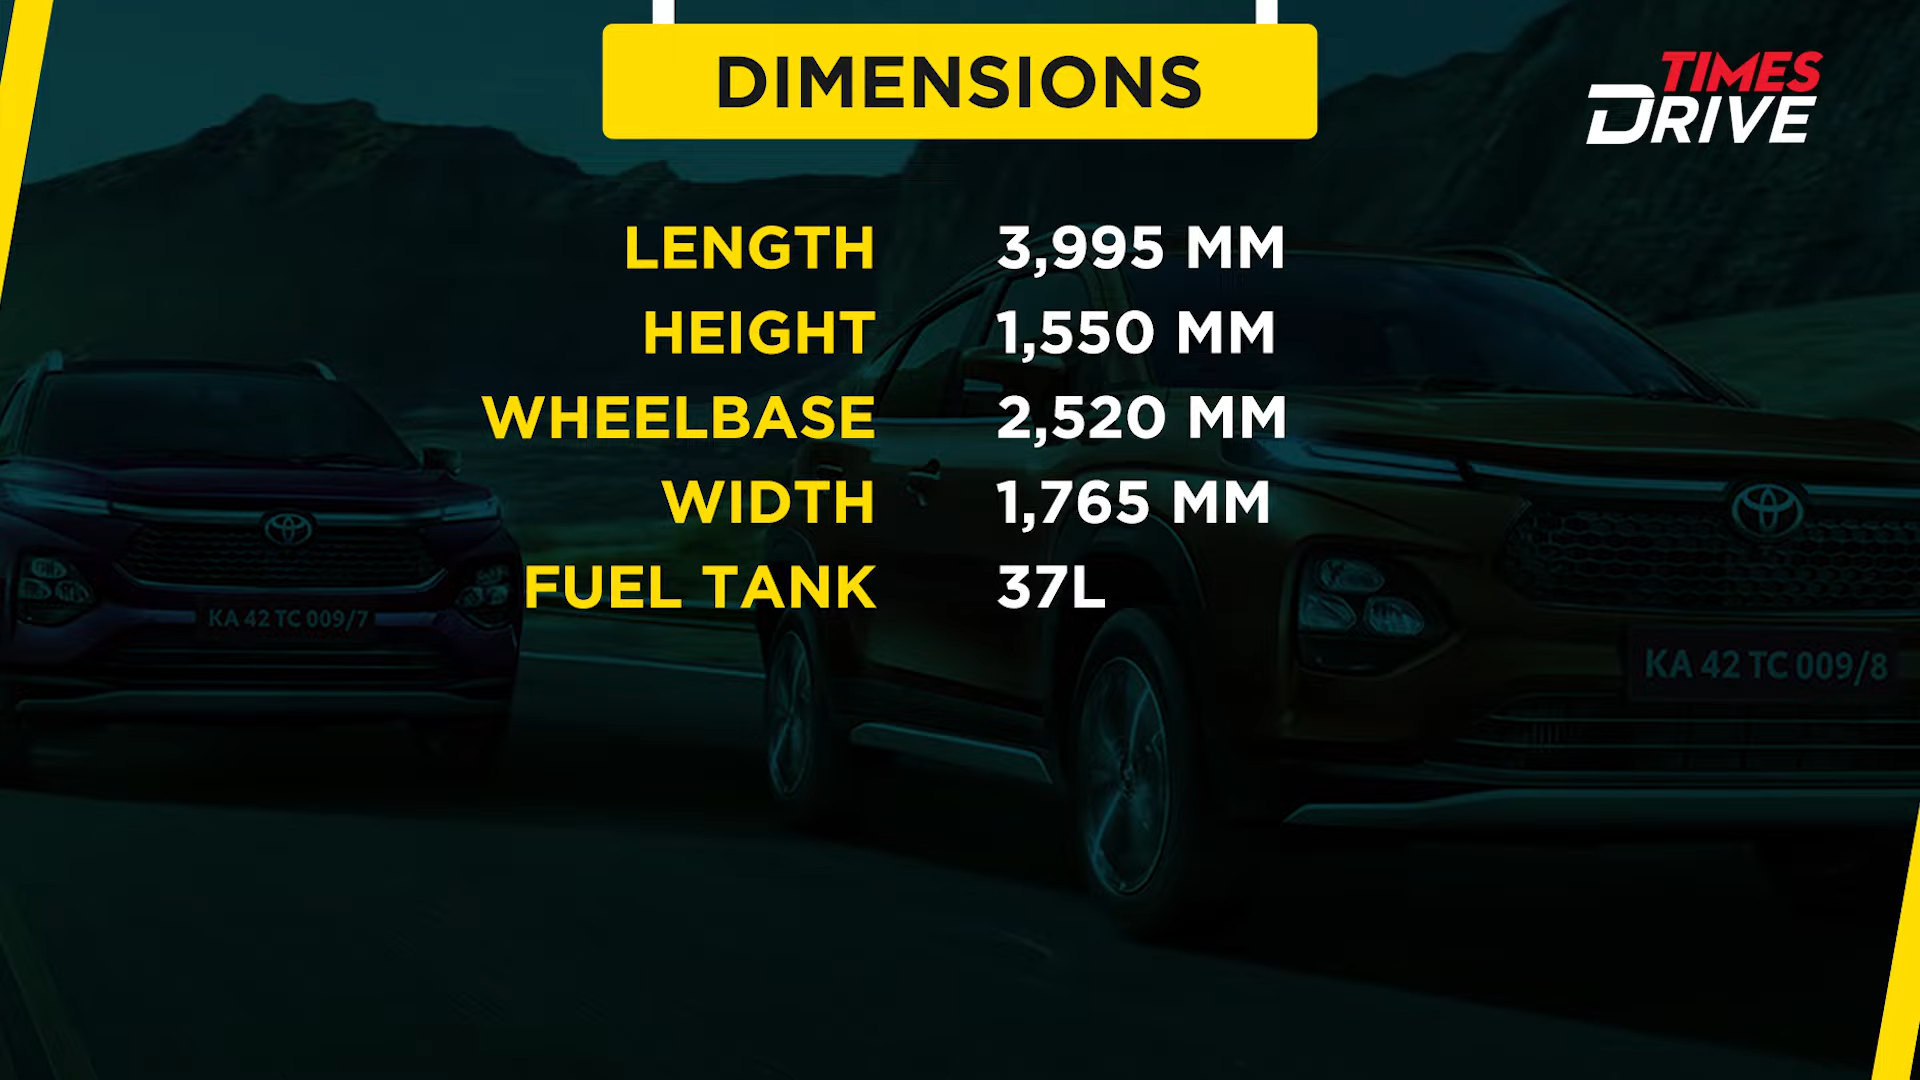 DIMENSIONS
TIMES
DRIVE
LENGTH 3,995 MM
HEIGHT 1,550 MM
WHEELBASE 2,520 MM
WIDTH 1,765 MM
FUEL TANK 37L
KA 42 TC 009/7
KA 42 TC 009/8